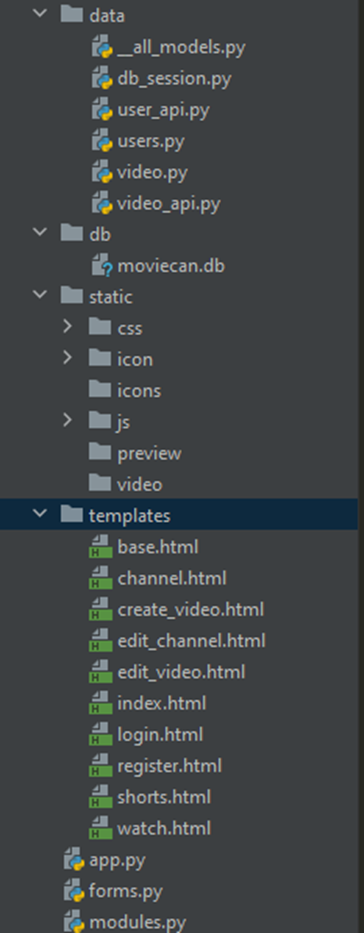 data
__all_models.py
db_session.py
user_api.py
users.py
video.py
video_api.py
db
moviecan.db
static
css
icon
icons
js
preview
video
templates
base.html
channel.html
create_video.html
edit_channel.html
edit_video.html
index.html
login.html
register.html
shorts.html
watch.html
app.py
forms.py
modules.py